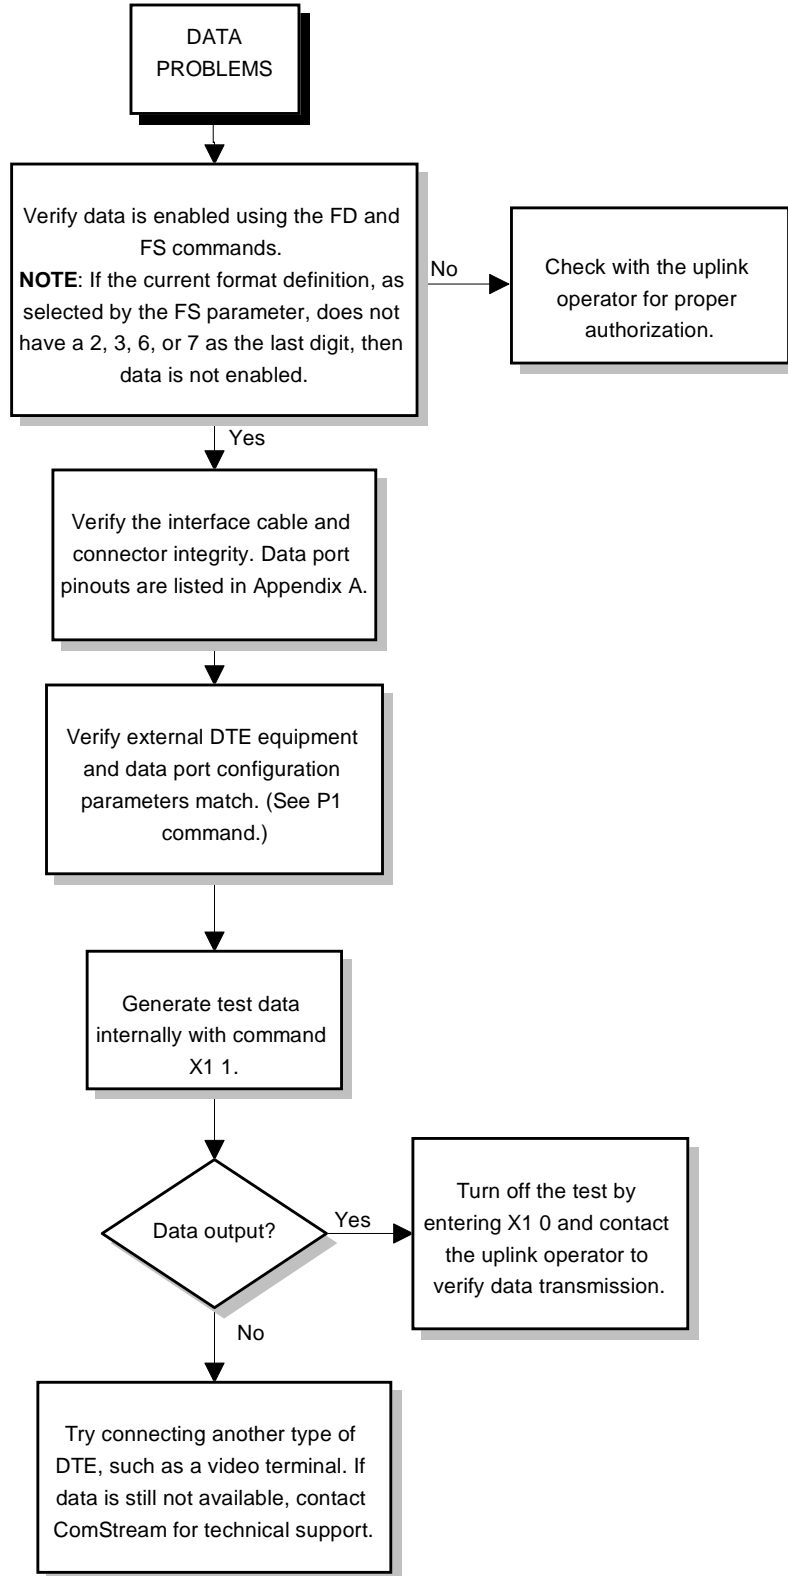 DATA
PROBLEMS
Verify data is enabled using the FD and
FS commands.
NOTE: If the current format definition, as
selected by the FS parameter, does not
have a 2, 3, 6, or 7 as the last digit, then
data is not enabled.
No
Check with the uplink
operator for proper
authorization.
Yes
Verify the interface cable and
connector integrity. Data port
pinouts are listed in Appendix A.
Verify external DTE equipment
and data port configuration
parameters match. (See P1
command.)
Generate test data
internally with command
X1 1.
Data output?
Yes
Turn off the test by
entering X1 0 and contact
the uplink operator to
verify data transmission.
No
Try connecting another type of
DTE, such as a video terminal. If
data is still not available, contact
ComStream for technical support.